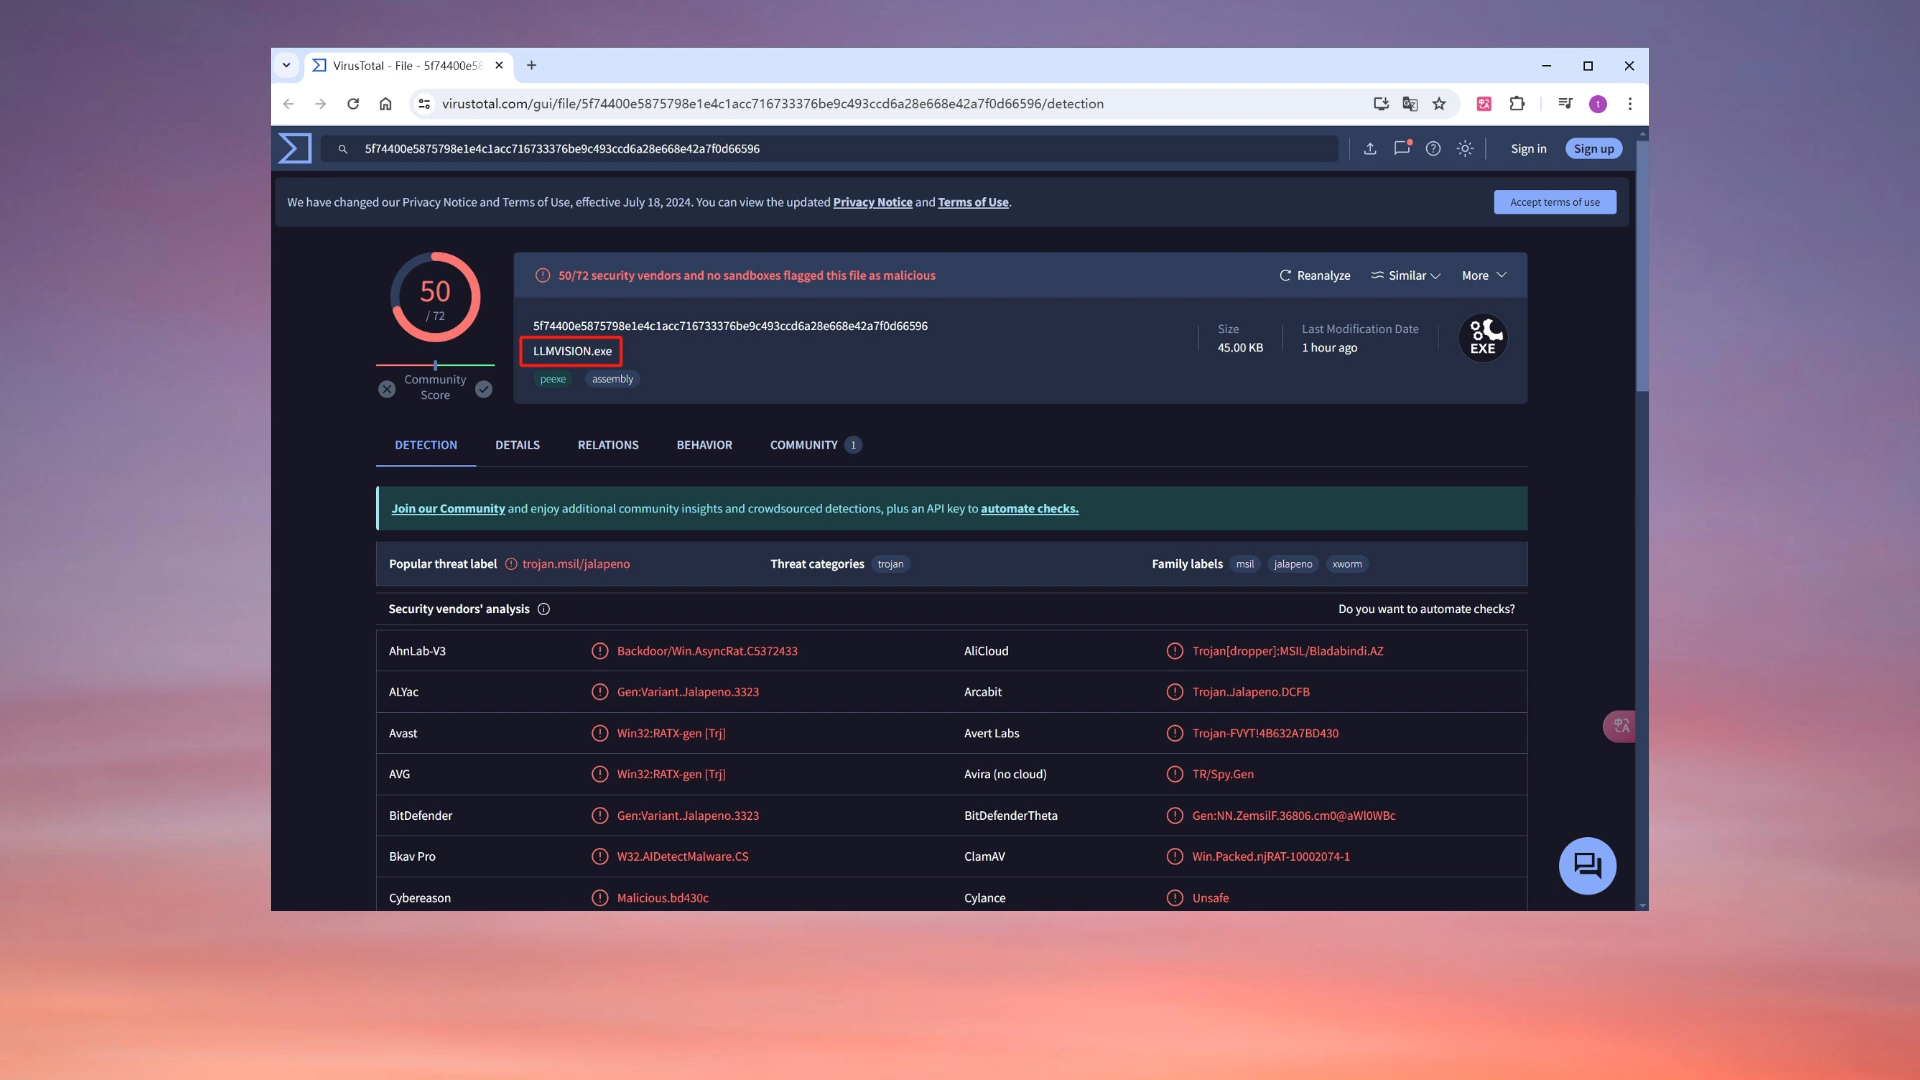 VirusTotal - File - 5f74400e58
virustotal.com/gui/file/5f74400e5875798e1e4c1acc716733376be9c493ccd6a28e668e42a7f0d66596/detection
t
5f74400e5875798e1e4c1acc716733376be9c493ccd6a28e668e42a7f0d66596
Sign in
Sign up
We have changed our Privacy Notice and Terms of Use, effective July 18, 2024. You can view the updated Privacy Notice and Terms of Use.
Accept terms of use
50
/ 72
Community
Score
50/72 security vendors and no sandboxes flagged this file as malicious
Reanalyze
Similar
More
5f74400e5875798e1e4c1acc716733376be9c493ccd6a28e668e42a7f0d66596
LLMVISION.exe
peexe
assembly
Size
45.00 KB
Last Modification Date
1 hour ago
EXE
DETECTION
DETAILS
RELATIONS
BEHAVIOR
COMMUNITY 1
Join our Community and enjoy additional community insights and crowdsourced detections, plus an API key to automate checks.
Popular threat label trojan.msil/jalapeno
Threat categories trojan
Family labels msil jalapeno xworm
Security vendors' analysis
Do you want to automate checks?
AhnLab-V3 Backdoor/Win.AsyncRat.C5372433 AliCloud Trojan[dropper]:MSIL/Bladabindi.AZ
ALYac Gen:Variant.Jalapeno.3323 Arcabit Trojan.Jalapeno.DCFB
Avast Win32:RATX-gen [Trj] Avert Labs Trojan-FVYT!4B632A7BD430
AVG Win32:RATX-gen [Trj] Avira (no cloud) TR/Spy.Gen
BitDefender Gen:Variant.Jalapeno.3323 BitDefenderTheta Gen:NN.ZemsilF.36806.cm0@aWl0WBc
Bkav Pro W32.AIDetectMalware.CS ClamAV Win.Packed.njRAT-10002074-1
Cybereason Malicious.bd430c Cylance Unsafe